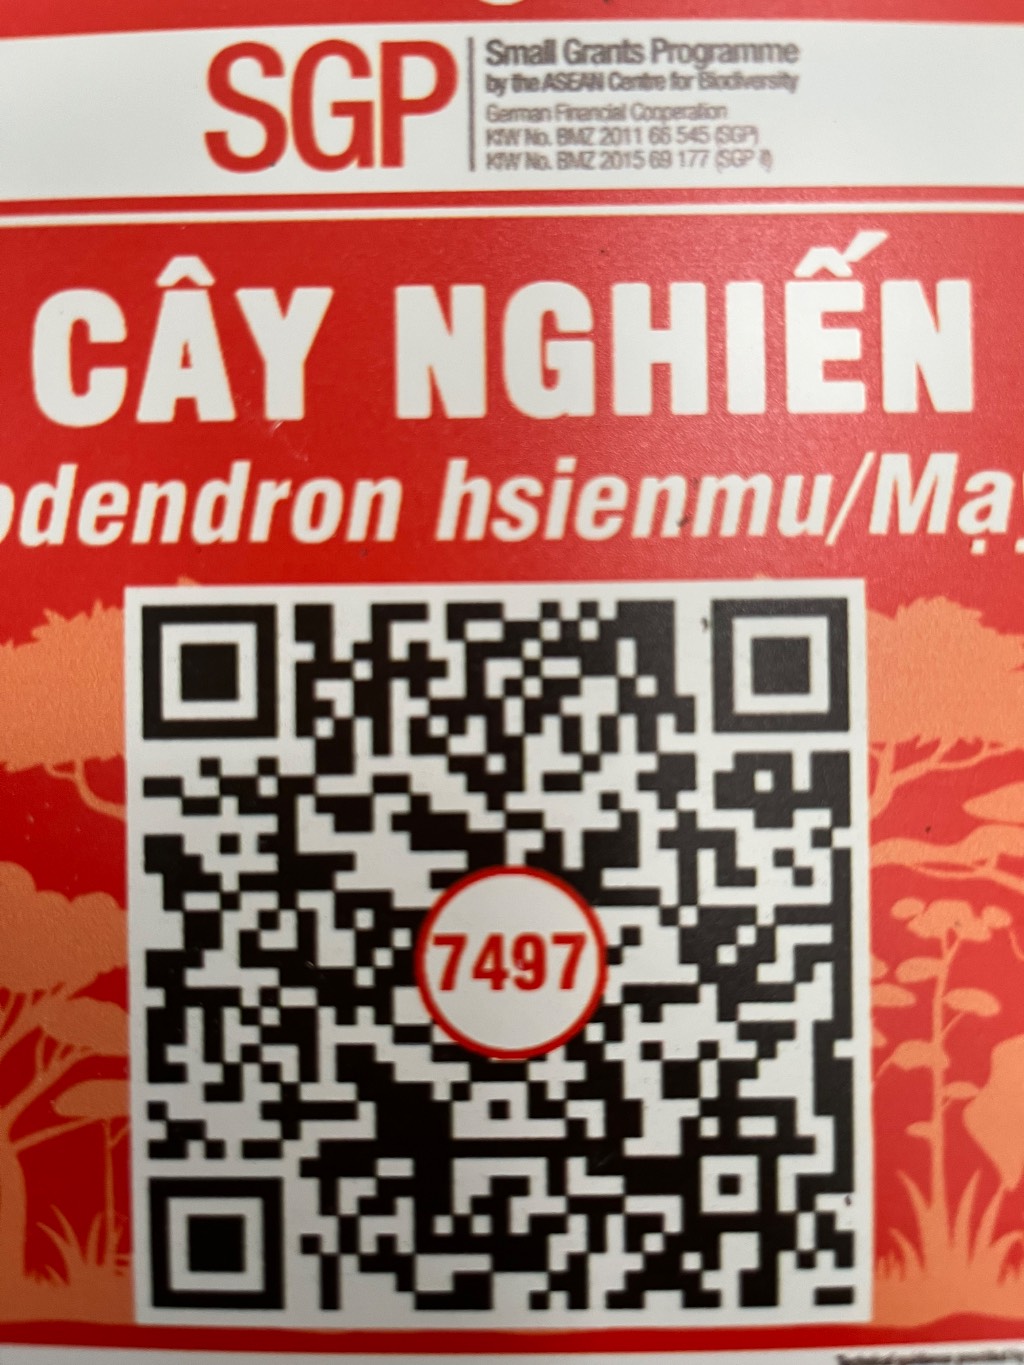 SGP
Small Grants Programme
by the ASEAN Centre for Biodiversity
German Financial Cooperation
KfW No. BMZ 2011 66 545 (SGP)
KfW No. BMZ 2015 69 177 (SGP II)
CÂY NGHIẾN
odendron hsienmu/Mạy
7497